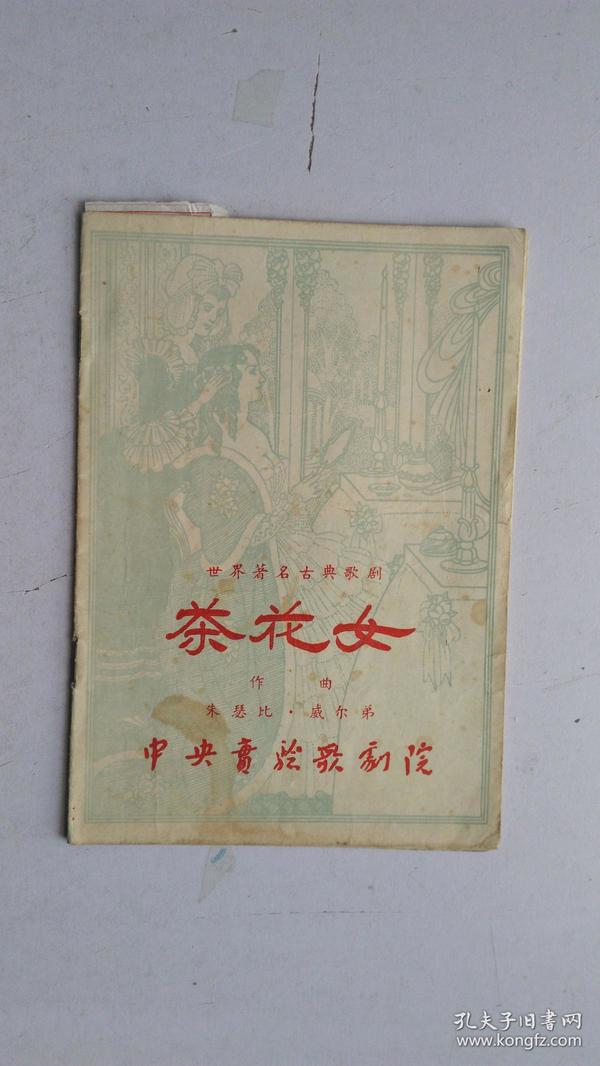 世界著名古典歌剧
茶花女
作曲
朱瑟比·威尔弟
中央實验歌劇院
孔夫子旧书网
www.kongfz.com